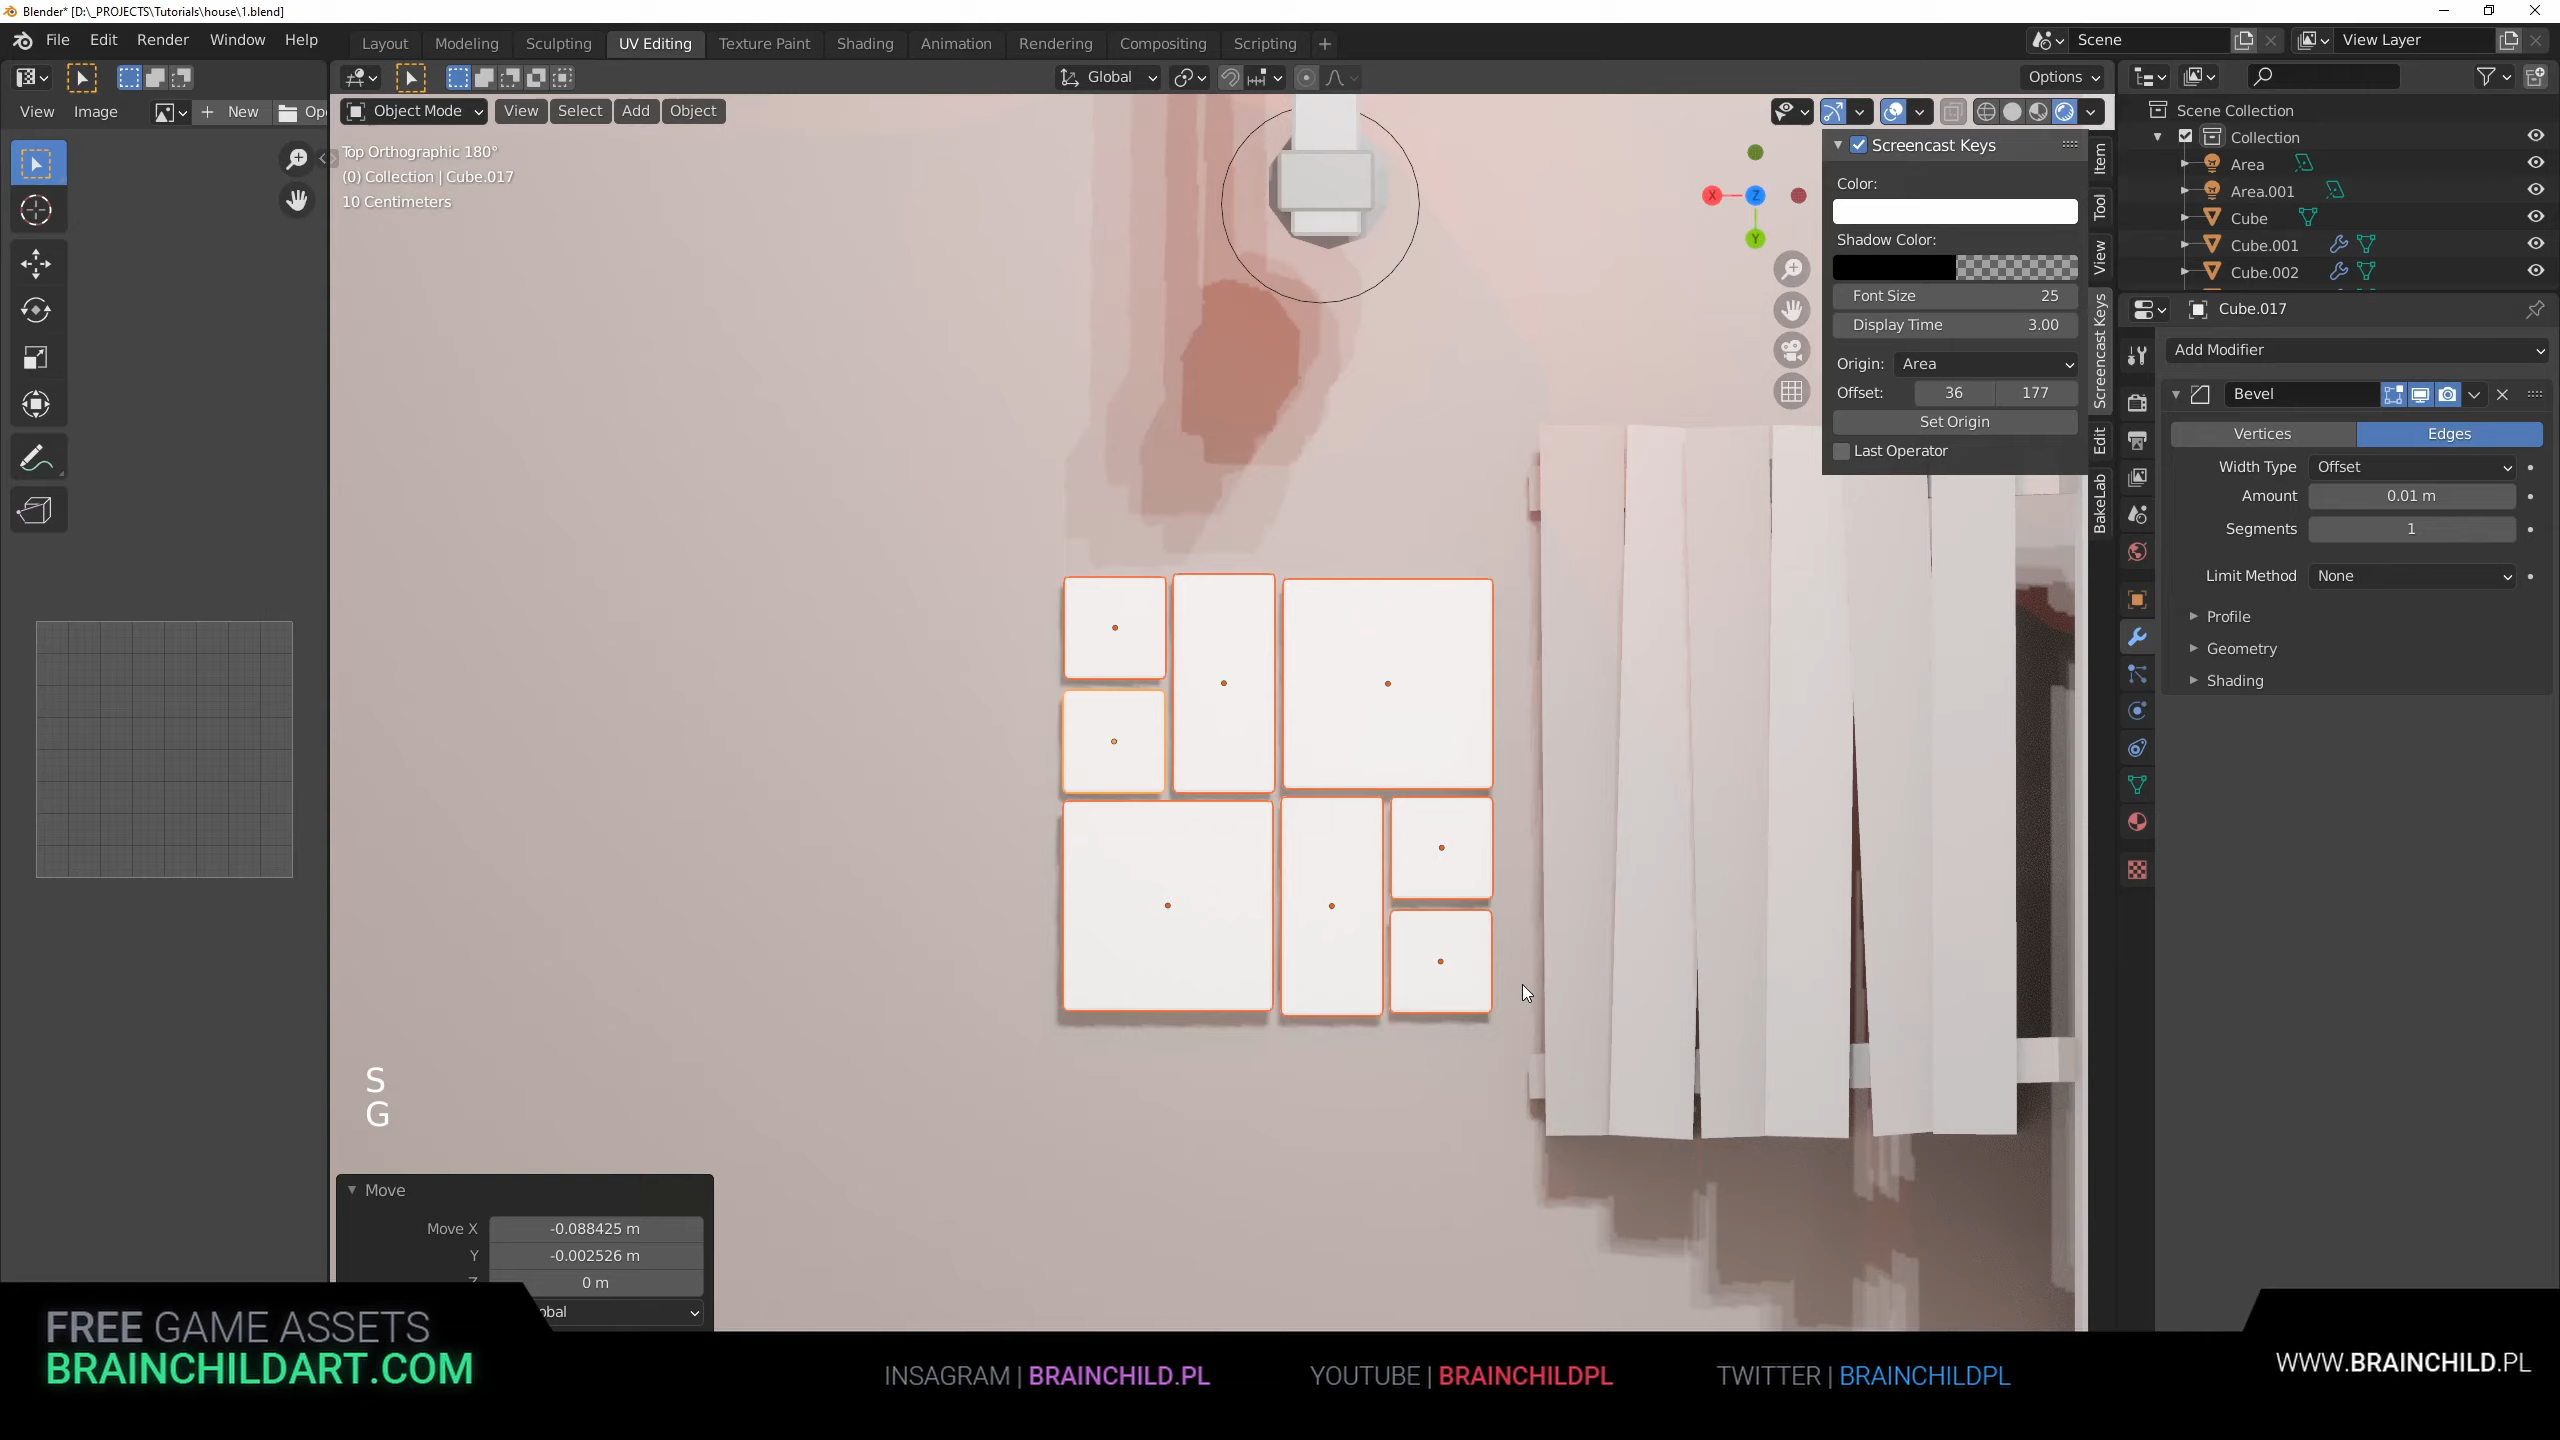 Blender* [D:\_PROJECTS\Tutorials\house\1.blend]
File Edit Render Window Help
Layout Modeling Sculpting UV Editing Texture Paint Shading Animation Rendering Compositing Scripting +
Scene
View Layer
Global
Options
View Image
+ New
Op
Object Mode
View Select Add Object
Top Orthographic 180°
(0) Collection | Cube.017
10 Centimeters
X
Z
Y
Screencast Keys
Color:
Shadow Color:
Font Size 25
Display Time 3.00
Origin: Area
Offset: 36 177
Set Origin
Last Operator
Item
Tool
View
Screencast Keys
Edit
BakeLab
Scene Collection
Collection
Area
Area.001
Cube
Cube.001
Cube.002
Cube.017
Add Modifier
Bevel
Vertices Edges
Width Type Offset
Amount 0.01 m
Segments 1
Limit Method None
Profile
Geometry
Shading
S
G
Move
Move X -0.088425 m
Y -0.002526 m
0 m
obal
FREE GAME ASSETS
BRAINCHILDART.COM
INSAGRAM | BRAINCHILD.PL
YOUTUBE | BRAINCHILDPL
TWITTER | BRAINCHILDPL
WWW.BRAINCHILD.PL